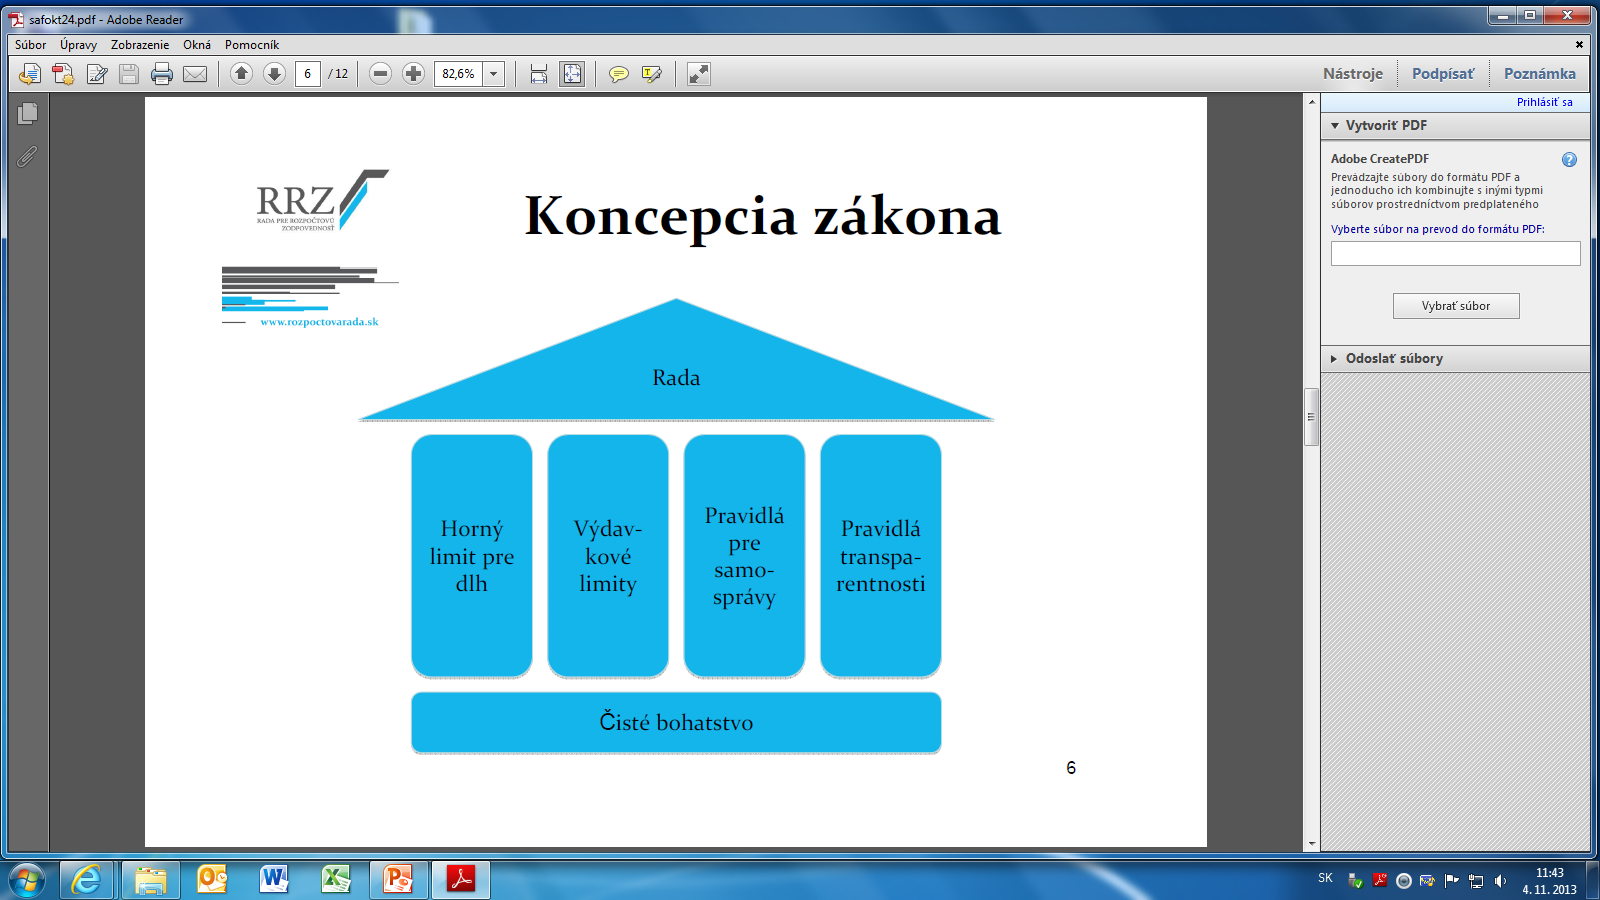 safokt24.pdf - Adobe Reader
Súbor Úpravy Zobrazenie Okná Pomocník
6 / 12 82,6% Nástroje Podpísať Poznámka
Prihlásiť sa
Vytvoriť PDF
Adobe CreatePDF
Prevádzajte súbory do formátu PDF a
jednoducho ich kombinujte s inými typmi
súborov prostredníctvom predplateného
Vyberte súbor na prevod do formátu PDF:
Vybrať súbor
Odoslať súbory
RRZ
RADA PRE ROZPOČTOVÚ
ZODPOVEDNOSŤ
www.rozpoctovarada.sk
Koncepcia zákona
Rada
Horný
limit pre
dlh
Výdav-
kové
limity
Pravidlá
pre
samo-
správy
Pravidlá
transpa-
rentnosti
Čisté bohatstvo
6
SK
11:43
4. 11. 2013